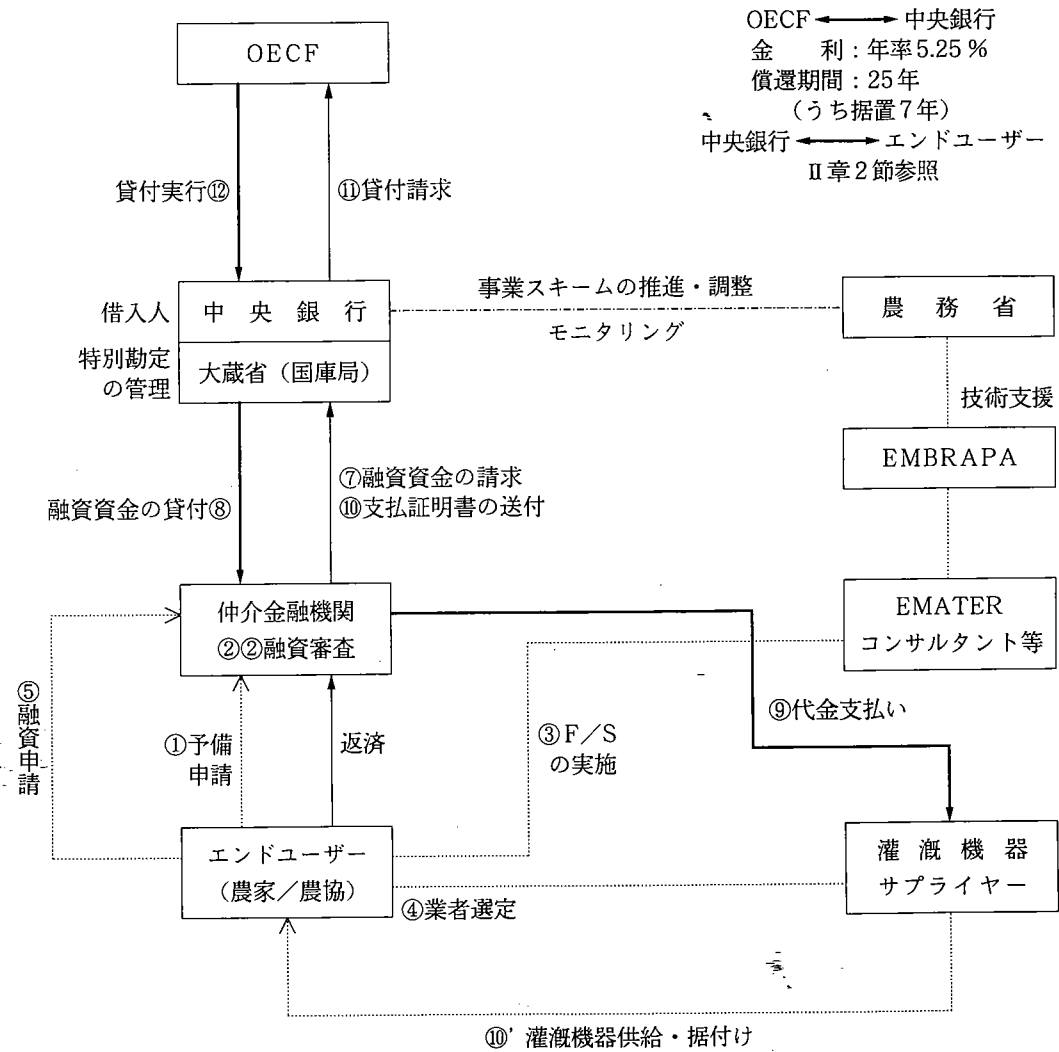 OECF
OECF ←→ 中央銀行
金　利：年率5.25％
償還期間：25年
（うち据置7年）
中央銀行 ←→ エンドユーザー
Ⅱ章2節参照
貸付実行⑫
⑪貸付請求
借入人
中央銀行
事業スキームの推進・調整
モニタリング
農務省
特別勘定
の管理
大蔵省（国庫局）
技術支援
EMBRAPA
融資資金の貸付⑧
⑦融資資金の請求
⑩支払証明書の送付
仲介金融機関
②②融資審査
EMATER
コンサルタント等
⑤融資申請
①予備
申請
返済
③F／S
の実施
⑨代金支払い
エンドユーザー
（農家／農協）
④業者選定
灌漑機器
サプライヤー
⑩' 灌漑機器供給・据付け